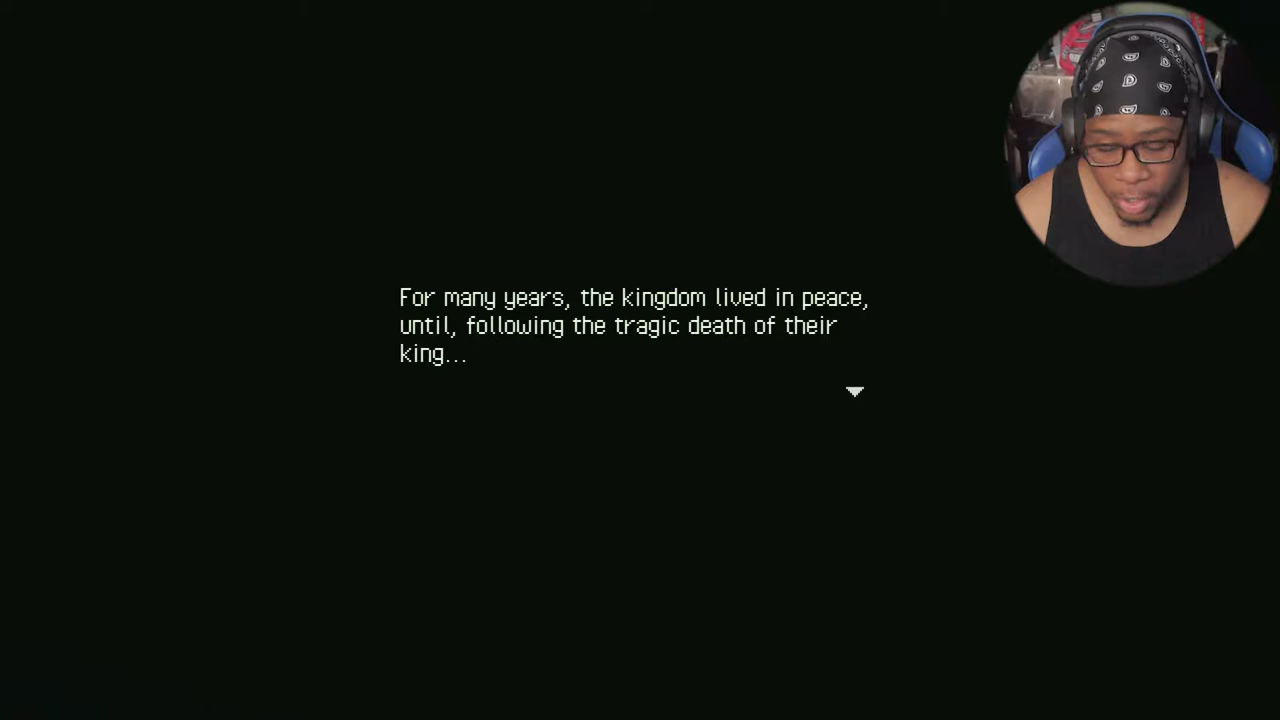 For many years, the kingdom lived in peace,
until, following the tragic death of their
king...